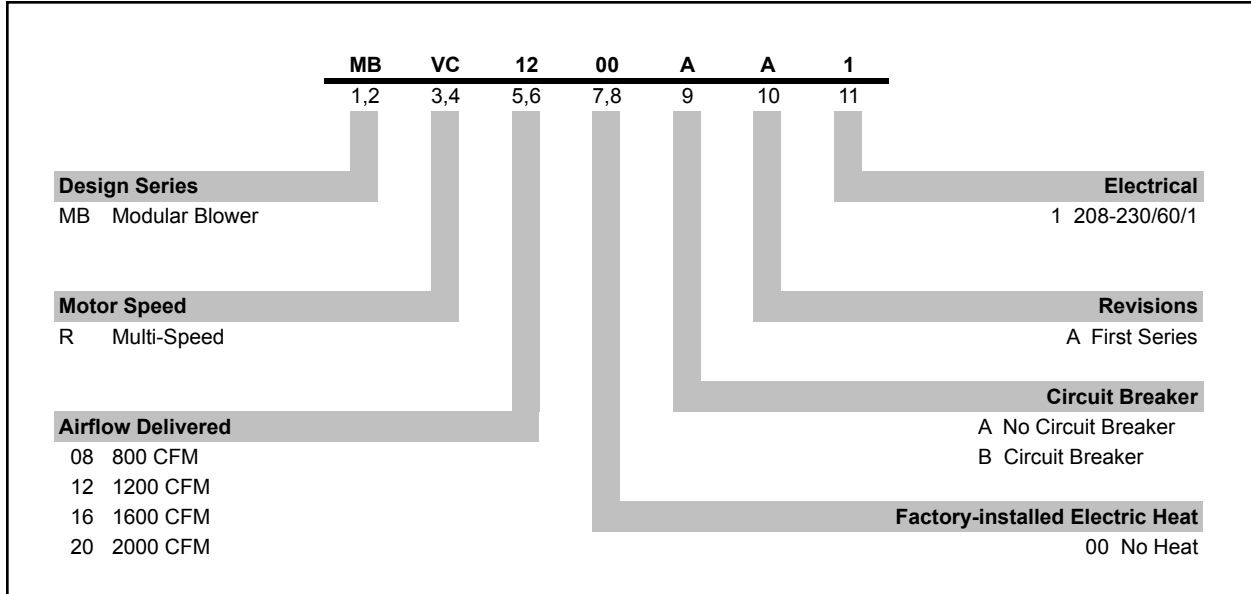 MB VC 12 00 A A 1
1,2 3,4 5,6 7,8 9 10 11
Design Series
MB Modular Blower
Motor Speed
R Multi-Speed
Airflow Delivered
08 800 CFM
12 1200 CFM
16 1600 CFM
20 2000 CFM
Electrical
1 208-230/60/1
Revisions
A First Series
Circuit Breaker
A No Circuit Breaker
B Circuit Breaker
Factory-installed Electric Heat
00 No Heat